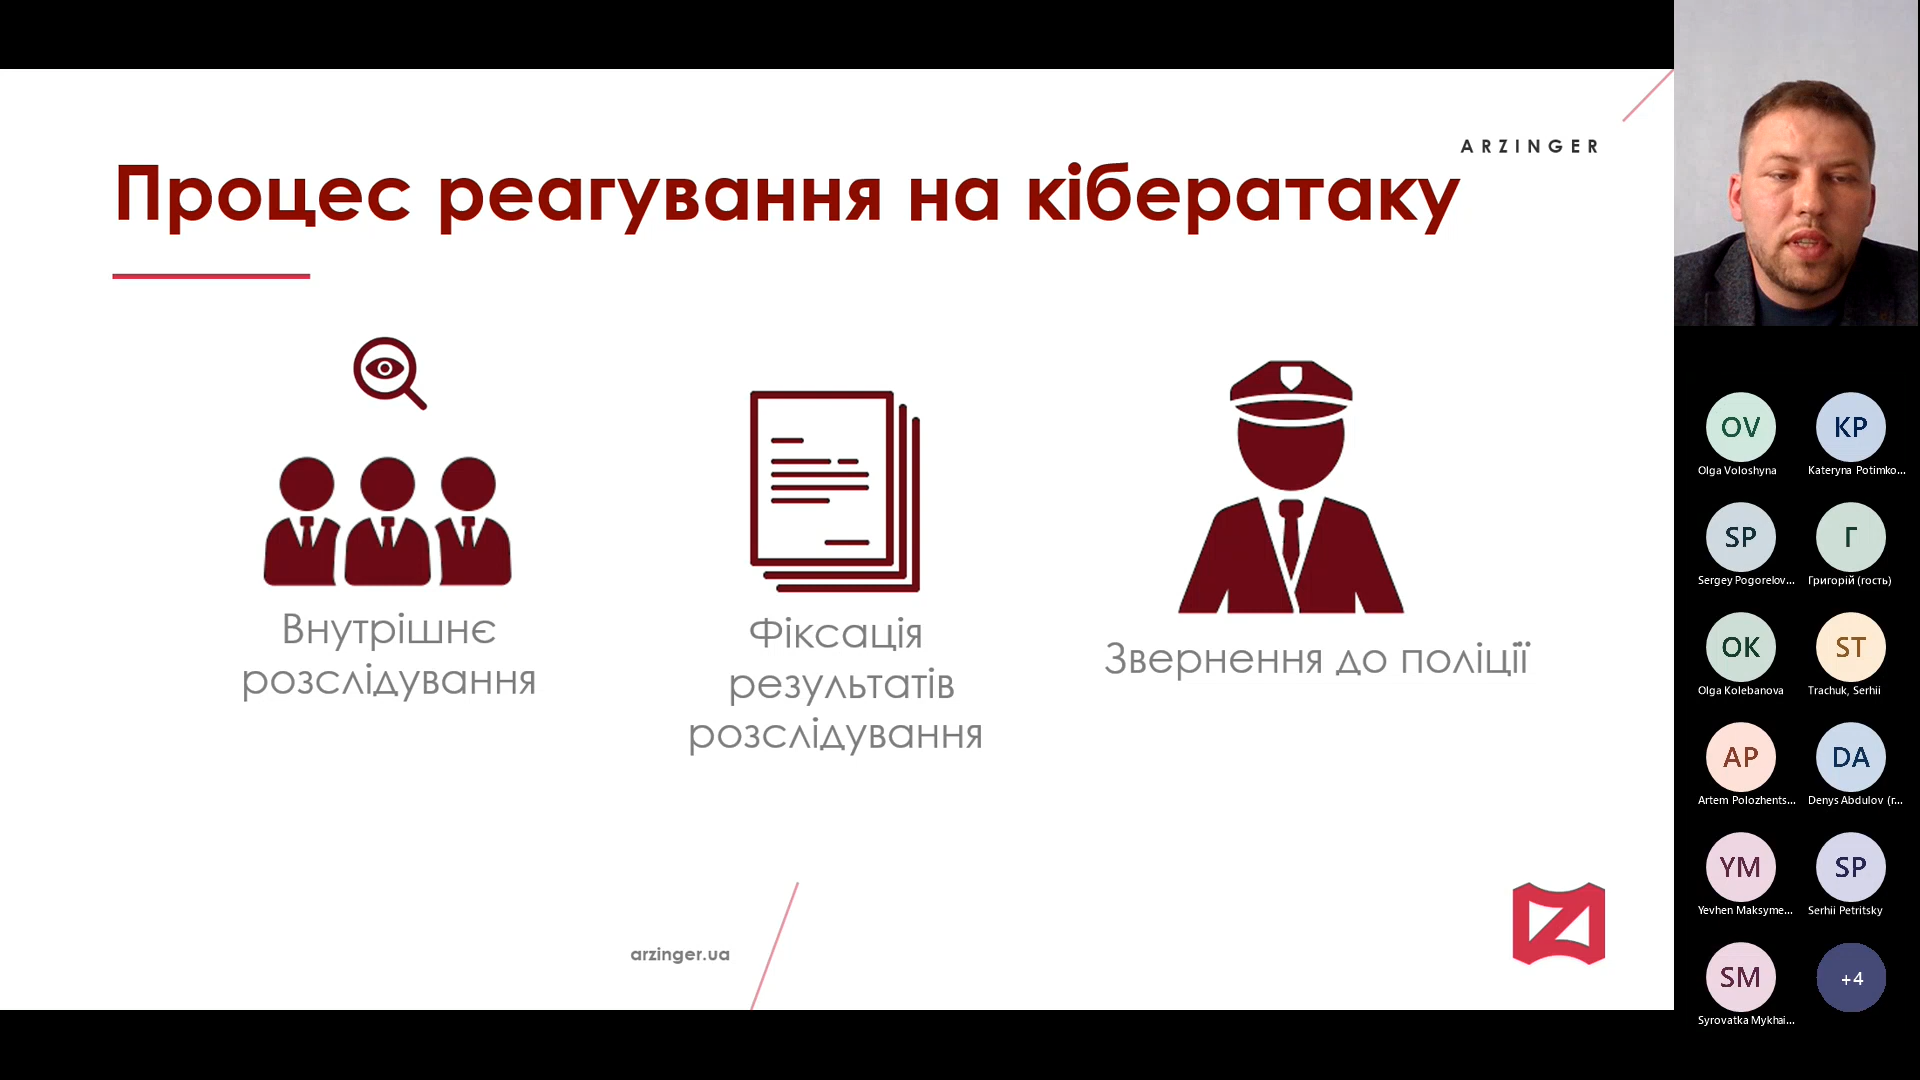 ARZINGER
Процес реагування на кібератаку
Внутрішнє
розслідування
Фіксація
результатів
розслідування
Звернення до поліції
arzinger.ua
OV
Olga Voloshyna
KP
Kateryna Potimko...
SP
Sergey Pogorelov...
Г
Григорій (гость)
OK
Olga Kolebanova
ST
Trachuk, Serhii
AP
Artem Polozhents...
DA
Denys Abdulov (г...
YM
Yevhen Maksyme...
SP
Serhii Petritsky
SM
Syrovatka Mykhai...
+4